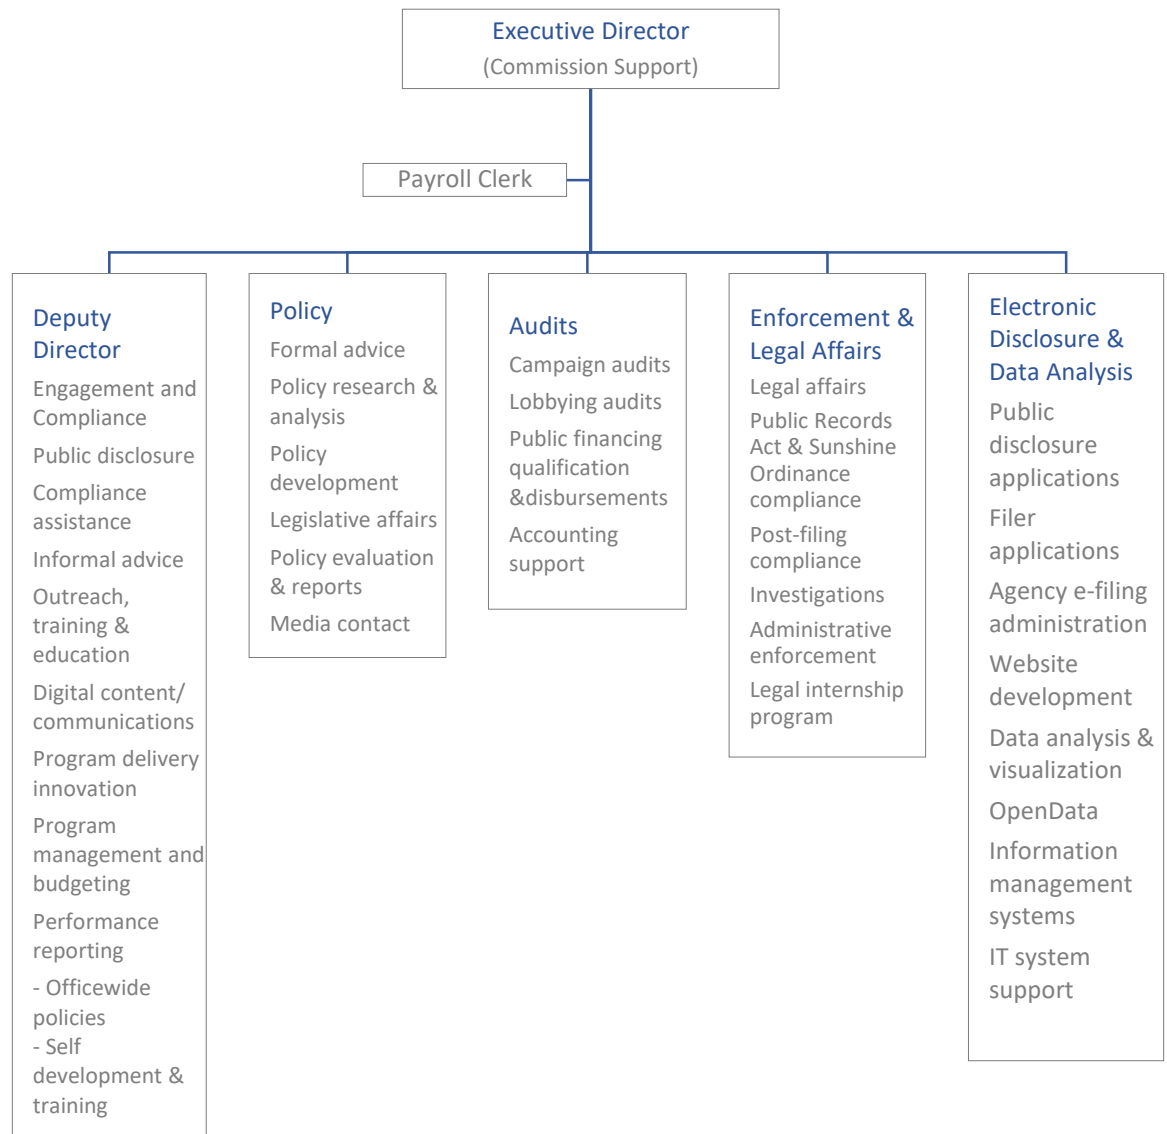 Executive Director
(Commission Support)
Payroll Clerk
Deputy
Director
Engagement and
Compliance
Public disclosure
Compliance
assistance
Informal advice
Outreach,
training &
education
Digital content/
communications
Program delivery
innovation
Program
management and
budgeting
Performance
reporting
- Officewide
policies
- Self
development &
training
Policy
Formal advice
Policy research &
analysis
Policy
development
Legislative affairs
Policy evaluation
& reports
Media contact
Audits
Campaign audits
Lobbying audits
Public financing
qualification
&disbursements
Accounting
support
Enforcement &
Legal Affairs
Legal affairs
Public Records
Act & Sunshine
Ordinance
compliance
Post-filing
compliance
Investigations
Administrative
enforcement
Legal internship
program
Electronic
Disclosure &
Data Analysis
Public
disclosure
applications
Filer
applications
Agency e-filing
administration
Website
development
Data analysis &
visualization
OpenData
Information
management
systems
IT system
support